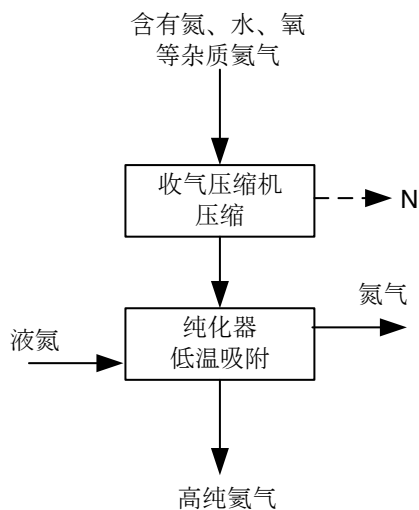 含有氮、水、氧
等杂质氦气
收气压缩机
压缩
N
氮气
纯化器
低温吸附
液氮
高纯氦气